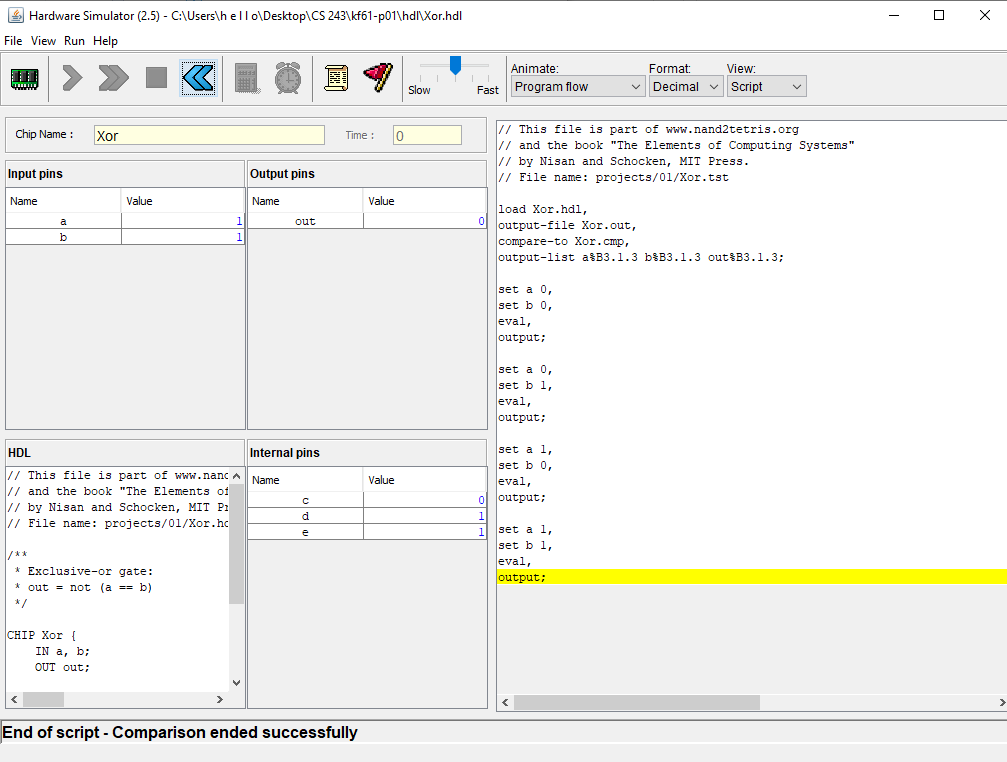 Hardware Simulator (2.5) - C:\Users\h e l l o\Desktop\CS 243\kf61-p01\hdl\Xor.hdl
File View Run Help
Slow Fast
Animate: Format: View:
Program flow Decimal Script
Chip Name : Xor Time : 0
Input pins
Name Value
a 1
b 1
Output pins
Name Value
out 0
HDL
// This file is part of www.nand
// and the book "The Elements of
// by Nisan and Schocken, MIT Pr
// File name: projects/01/Xor.hd
/**
* Exclusive-or gate:
* out = not (a == b)
*/
CHIP Xor {
IN a, b;
OUT out;
Internal pins
Name Value
c 0
d 1
e 1
// This file is part of www.nand2tetris.org
// and the book "The Elements of Computing Systems"
// by Nisan and Schocken, MIT Press.
// File name: projects/01/Xor.tst
load Xor.hdl,
output-file Xor.out,
compare-to Xor.cmp,
output-list a%B3.1.3 b%B3.1.3 out%B3.1.3;
set a 0,
set b 0,
eval,
output;
set a 0,
set b 1,
eval,
output;
set a 1,
set b 0,
eval,
output;
set a 1,
set b 1,
eval,
output;
End of script - Comparison ended successfully